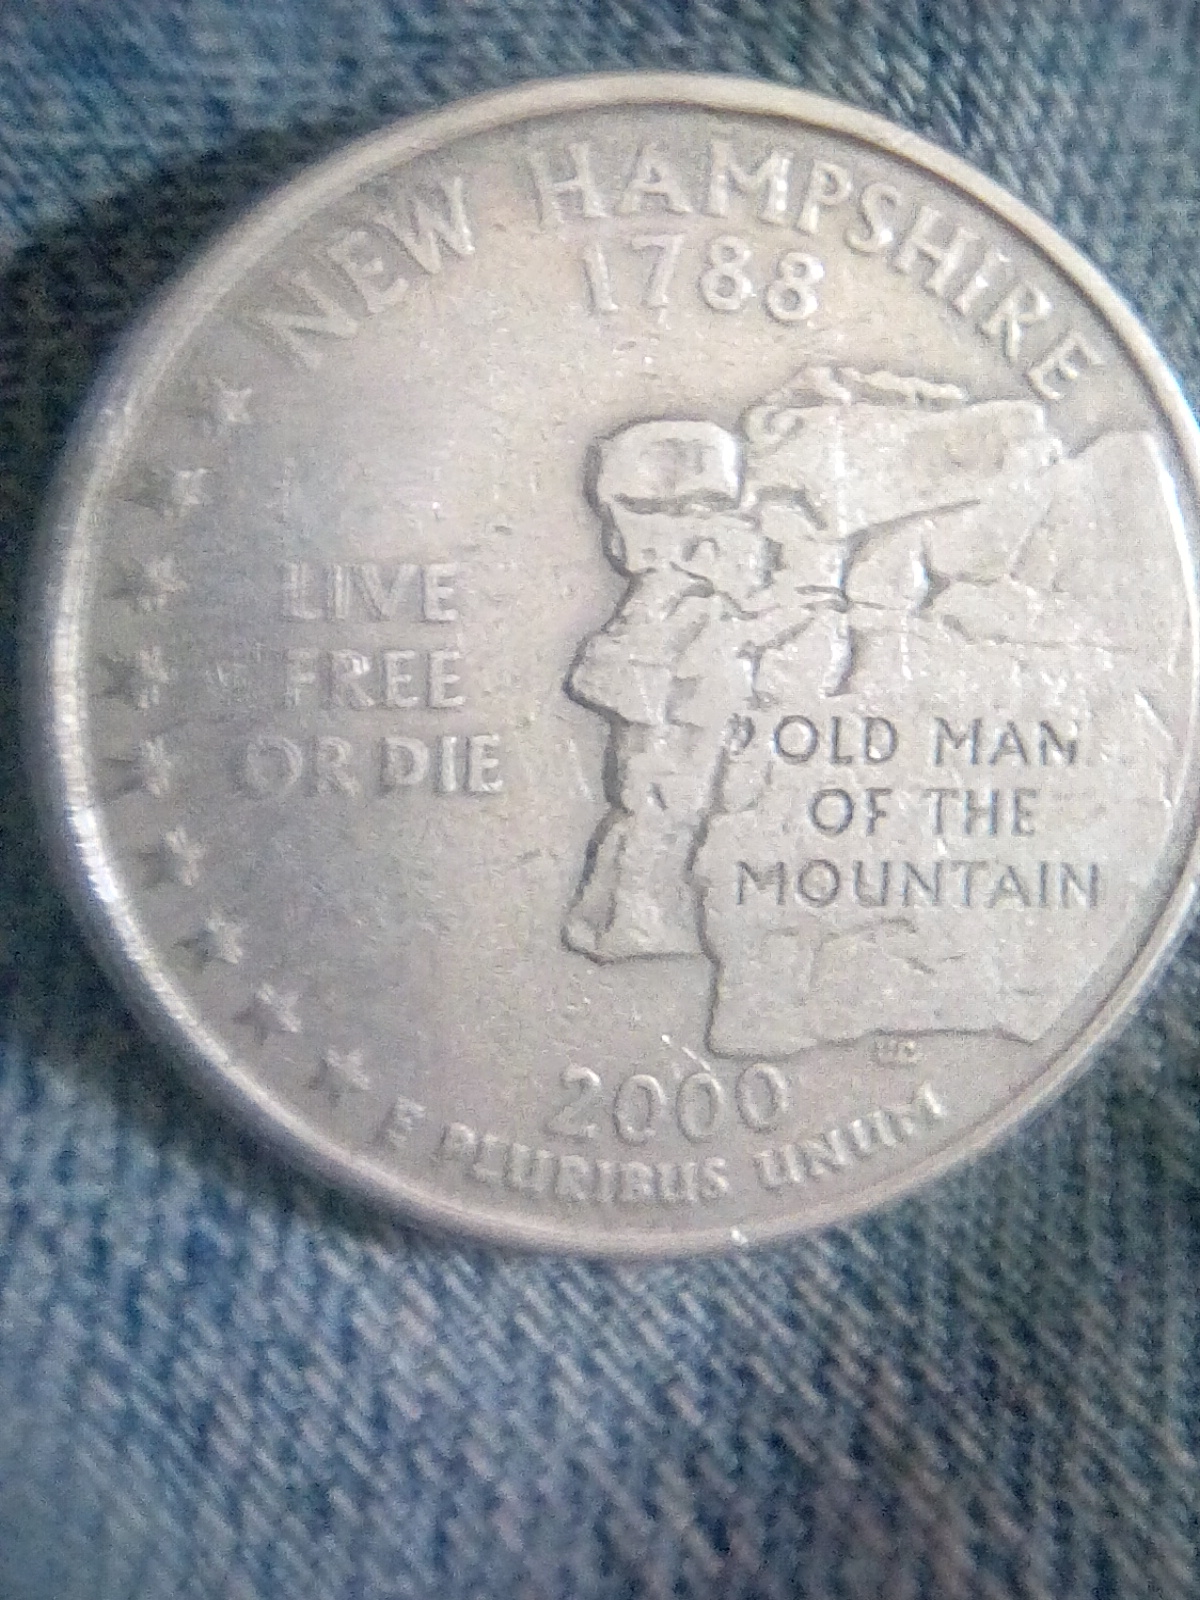 NEW HAMPSHIRE
1788
LIVE
FREE
OR DIE
"OLD MAN
OF THE
MOUNTAIN
2000
E PLURIBUS UNUM